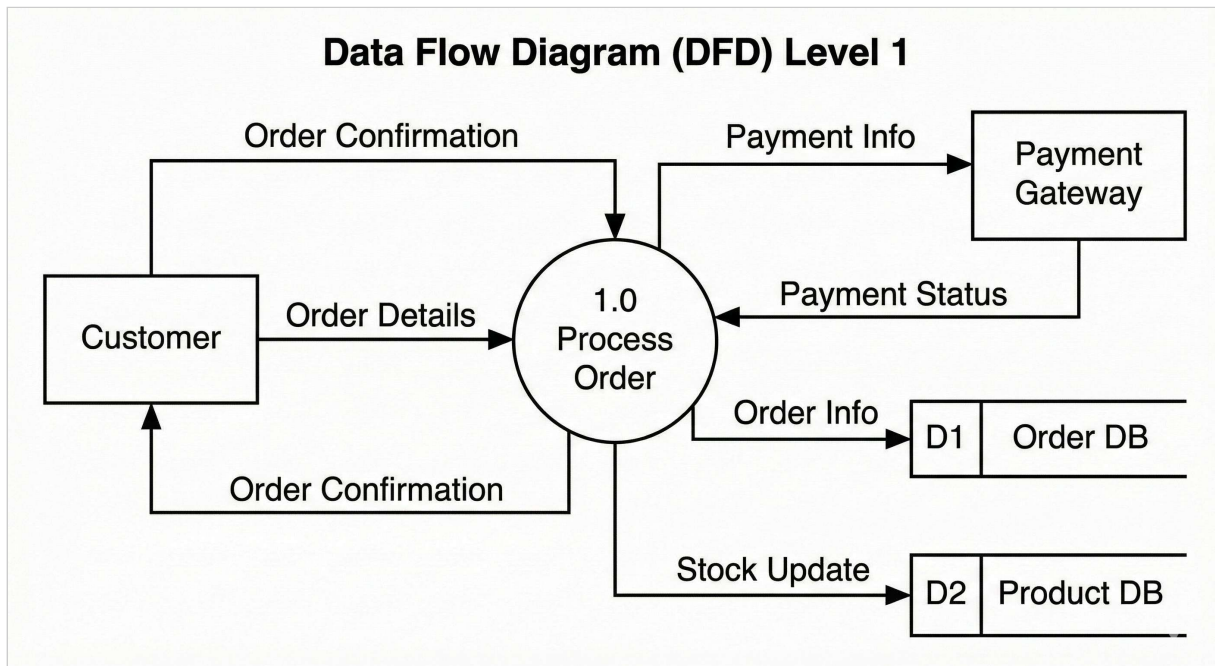 Data Flow Diagram (DFD) Level 1
Order Confirmation
Payment Info
Payment
Gateway
Customer
Order Details
1.0
Process
Order
Payment Status
Order Info
D1
Order DB
Order Confirmation
Stock Update
D2
Product DB